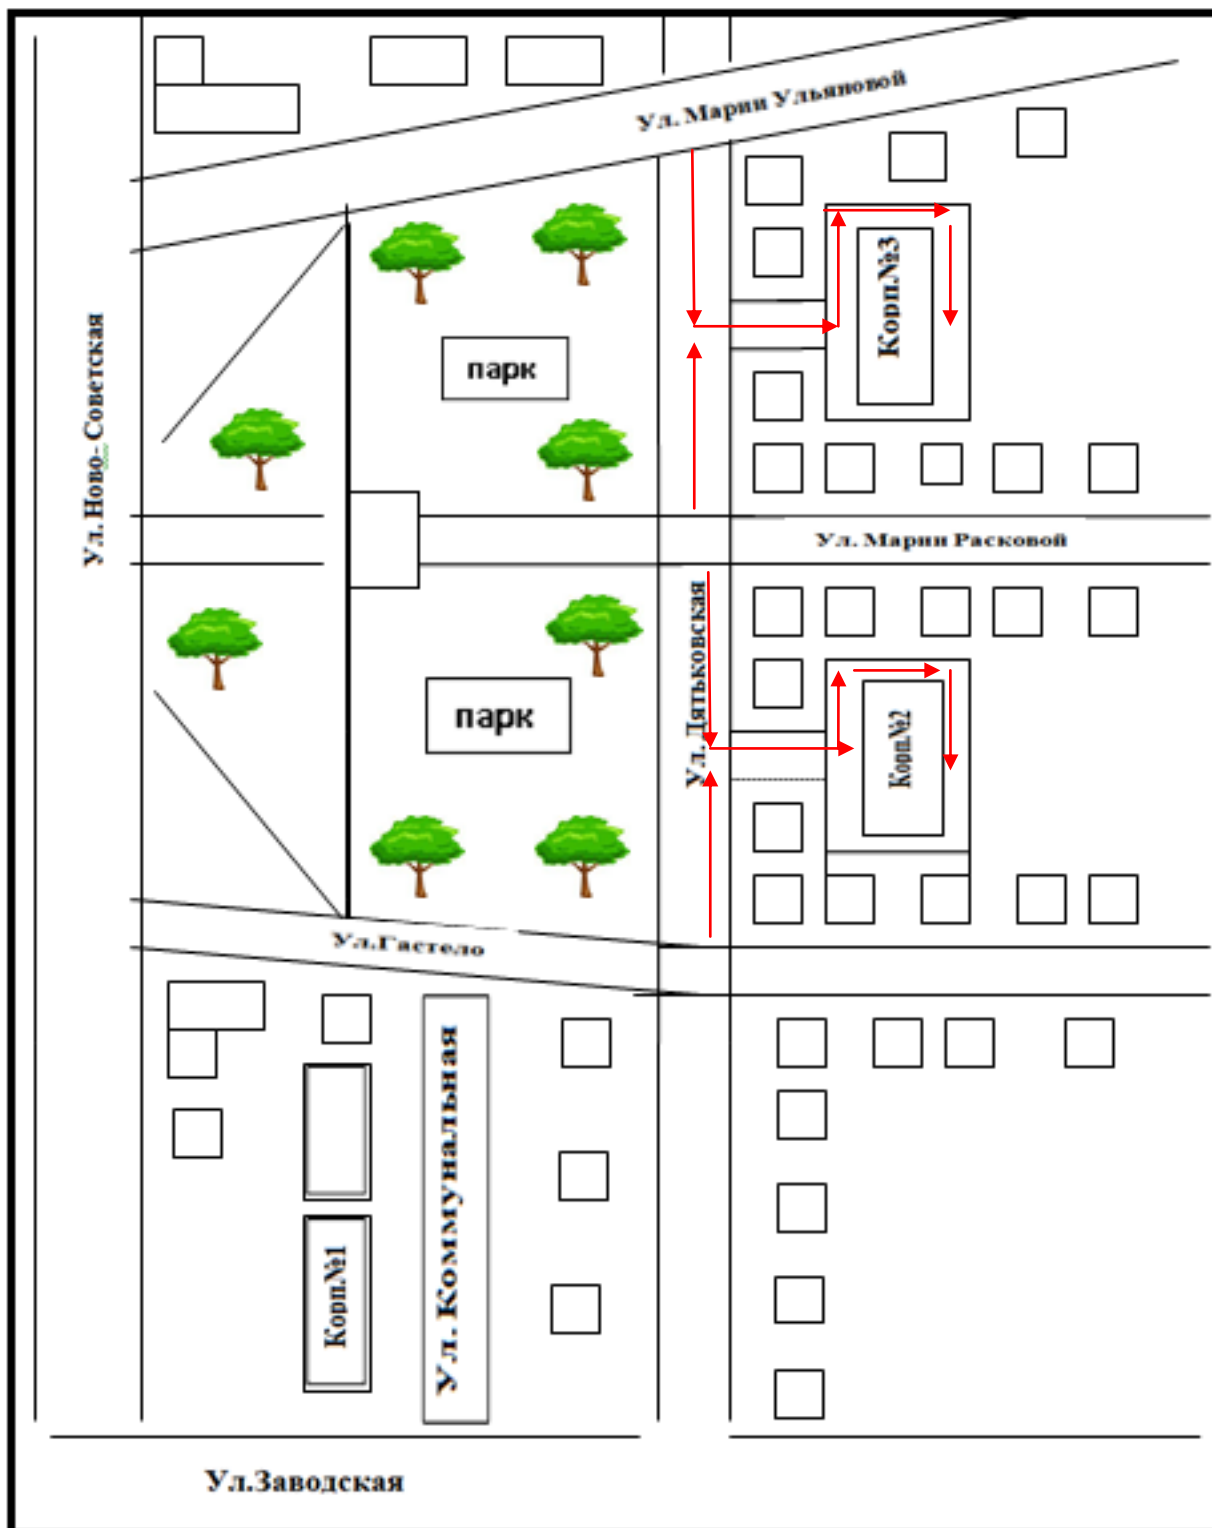 Ул. Марии Ульяновой
Корп.№3
парк
Ул. Ново- Советская
Ул. Марии Расковой
Ул. Дятьковская
парк
Корп.№2
Ул.Гастело
Ул. Коммунальная
Корп.№1
Ул.Заводская